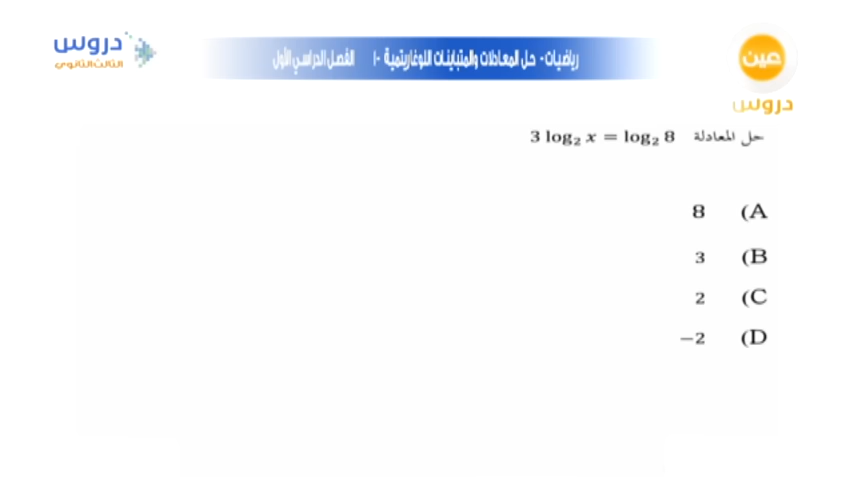 دروس
الثالث الثانوي
رياضيات - حل المعادلات والمتباينات اللوغاريتمية -١ الفصل الدراسي الأول
عين
دروس
حل المعادلة 3 log₂ x = log₂ 8
A) 8
B) 3
C) 2
D) −2